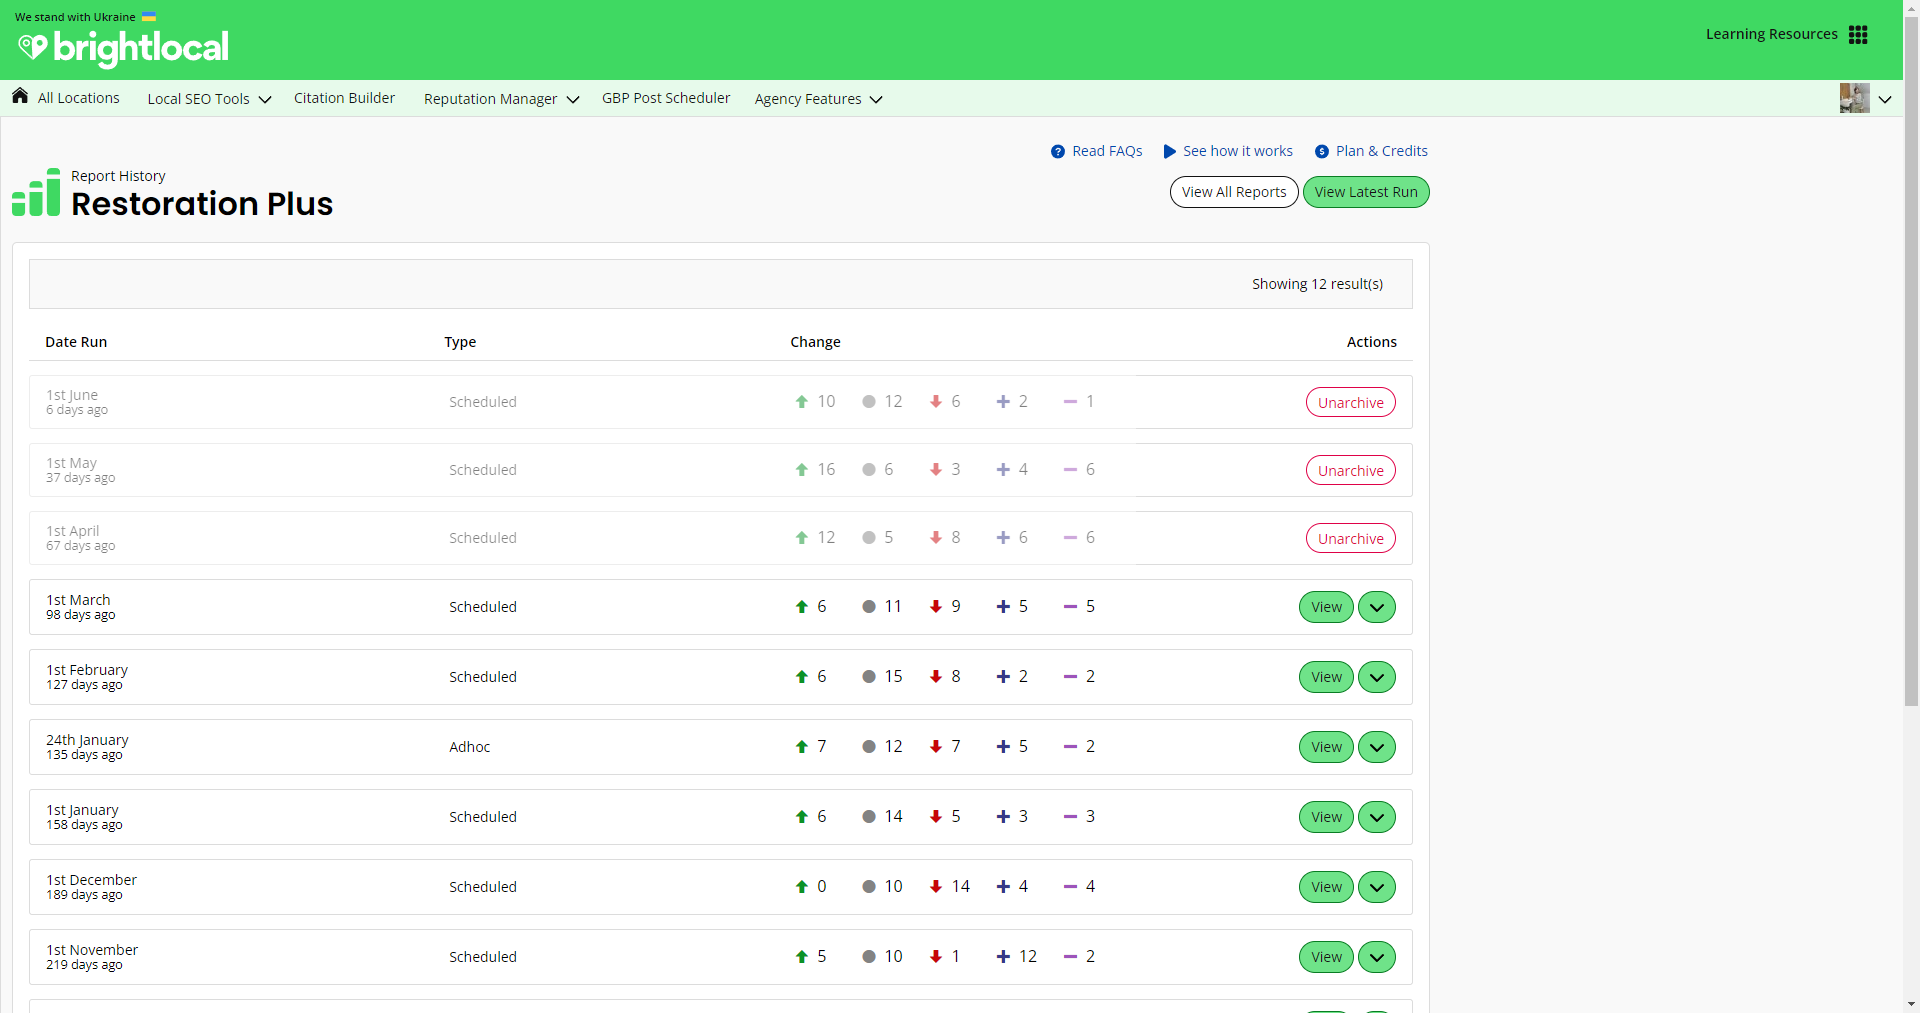 We stand with Ukraine
brightlocal
Learning Resources
All Locations
Local SEO Tools
Citation Builder
Reputation Manager
GBP Post Scheduler
Agency Features
Read FAQs
See how it works
Plan & Credits
Report History
Restoration Plus
View All Reports
View Latest Run
Showing 12 result(s)
Date Run Type Change Actions
1st June
6 days ago
Scheduled 10 12 6 2 1 Unarchive
1st May
37 days ago
Scheduled 16 6 3 4 6 Unarchive
1st April
67 days ago
Scheduled 12 5 8 6 6 Unarchive
1st March
98 days ago
Scheduled 6 11 9 5 5 View
1st February
127 days ago
Scheduled 6 15 8 2 2 View
24th January
135 days ago
Adhoc 7 12 7 5 2 View
1st January
158 days ago
Scheduled 6 14 5 3 3 View
1st December
189 days ago
Scheduled 0 10 14 4 4 View
1st November
219 days ago
Scheduled 5 10 1 12 2 View